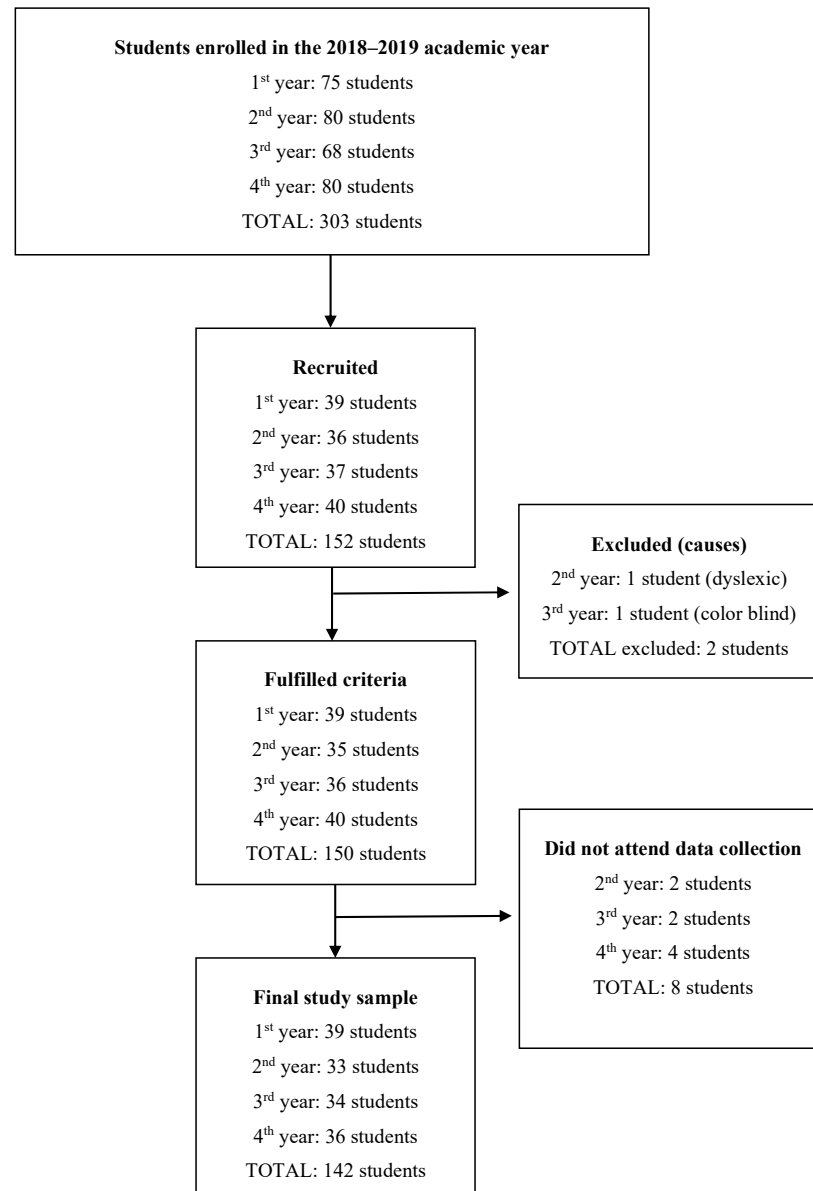 Students enrolled in the 2018–2019 academic year
1st year: 75 students
2nd year: 80 students
3rd year: 68 students
4th year: 80 students
TOTAL: 303 students
Recruited
1st year: 39 students
2nd year: 36 students
3rd year: 37 students
4th year: 40 students
TOTAL: 152 students
Excluded (causes)
2nd year: 1 student (dyslexic)
3rd year: 1 student (color blind)
TOTAL excluded: 2 students
Fulfilled criteria
1st year: 39 students
2nd year: 35 students
3rd year: 36 students
4th year: 40 students
TOTAL: 150 students
Did not attend data collection
2nd year: 2 students
3rd year: 2 students
4th year: 4 students
TOTAL: 8 students
Final study sample
1st year: 39 students
2nd year: 33 students
3rd year: 34 students
4th year: 36 students
TOTAL: 142 students